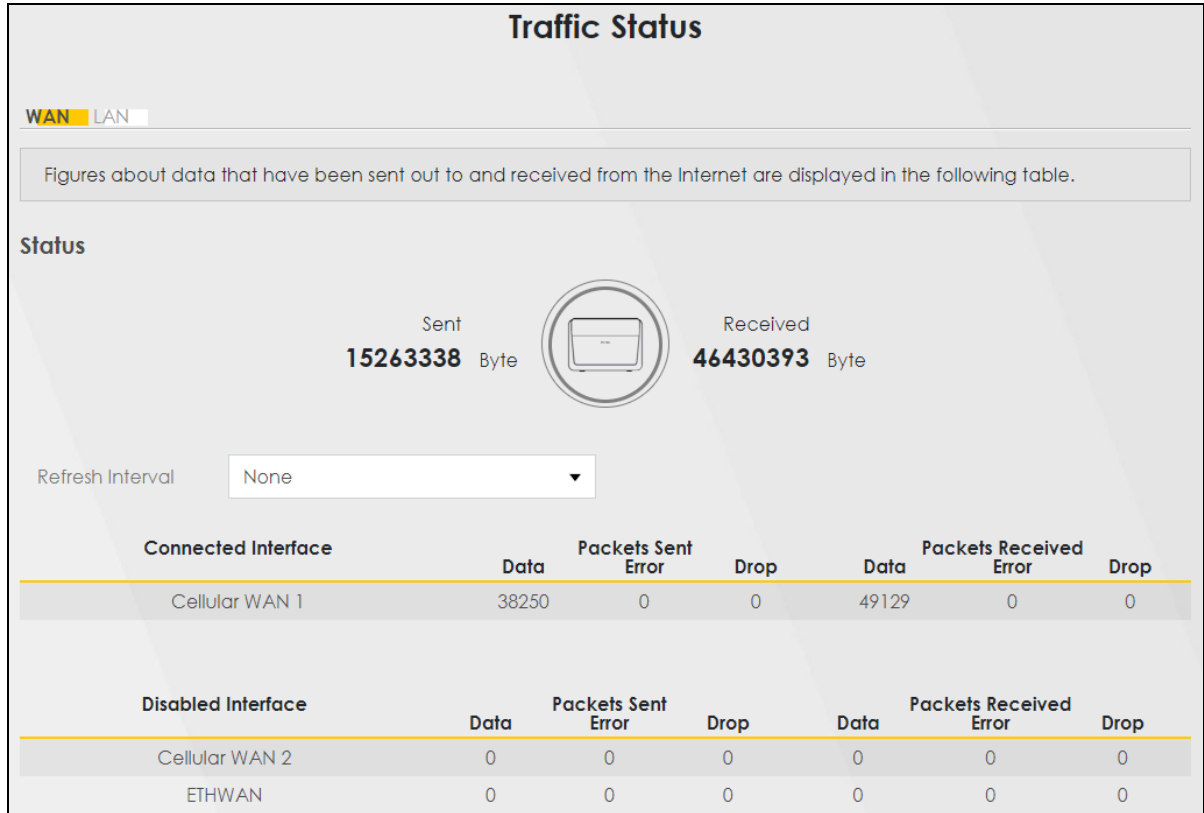 Traffic Status
WAN LAN
Figures about data that have been sent out to and received from the Internet are displayed in the following table.
Status
Sent Received
15263338 Byte 46430393 Byte
Refresh Interval None
Connected Interface Packets Sent Packets Received
Data Error Drop Data Error Drop
Cellular WAN 1 38250 0 0 49129 0 0
Disabled Interface Packets Sent Packets Received
Data Error Drop Data Error Drop
Cellular WAN 2 0 0 0 0 0 0
ETHWAN 0 0 0 0 0 0